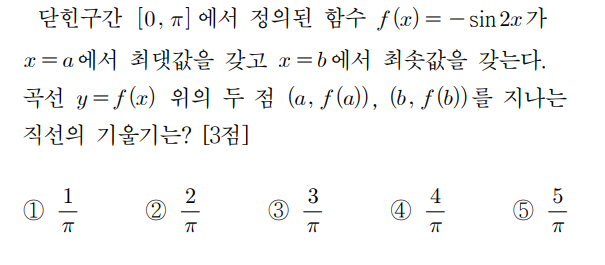 닫힌구간 [0, π]에서 정의된 함수 f(x) = −sin2x가
x = a에서 최댓값을 갖고 x = b에서 최솟값을 갖는다.
곡선 y = f(x) 위의 두 점 (a, f(a)), (b, f(b))를 지나는
직선의 기울기는? [3점]
① 1/π ② 2/π ③ 3/π ④ 4/π ⑤ 5/π